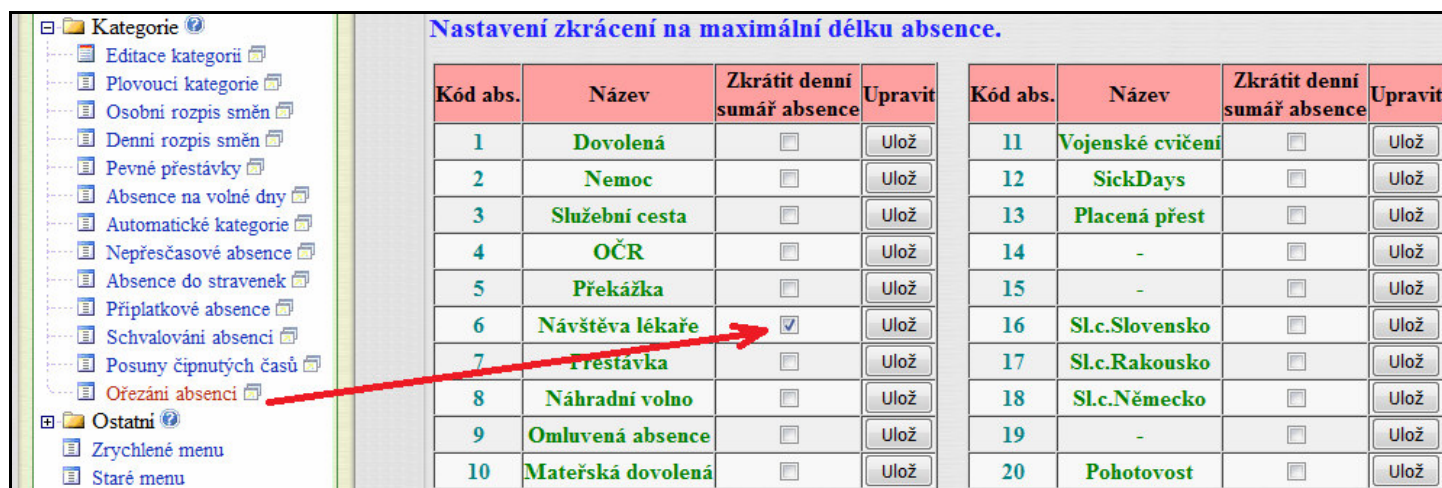 Kategorie
Editace kategorií
Plovoucí kategorie
Osobní rozpis směn
Denní rozpis směn
Pevné přestávky
Absence na volné dny
Automatické kategorie
Nepřesčasové absence
Absence do stravenek
Příplatkové absence
Schvalování absencí
Posuny čipnutých časů
Ořezání absencí
Ostatní
Zrychlené menu
Staré menu
Nastavení zkrácení na maximální délku absence.
Kód abs. Název Zkrátit denní sumář absence Upravit
1 Dovolená Ulož
2 Nemoc Ulož
3 Služební cesta Ulož
4 OČR Ulož
5 Překážka Ulož
6 Návštěva lékaře Ulož
7 Přestávka Ulož
8 Náhradní volno Ulož
9 Omluvená absence Ulož
10 Mateřská dovolená Ulož
Kód abs. Název Zkrátit denní sumář absence Upravit
11 Vojenské cvičení Ulož
12 SickDays Ulož
13 Placená přest Ulož
14 - Ulož
15 - Ulož
16 Sl.c.Slovensko Ulož
17 Sl.c.Rakousko Ulož
18 Sl.c.Německo Ulož
19 - Ulož
20 Pohotovost Ulož